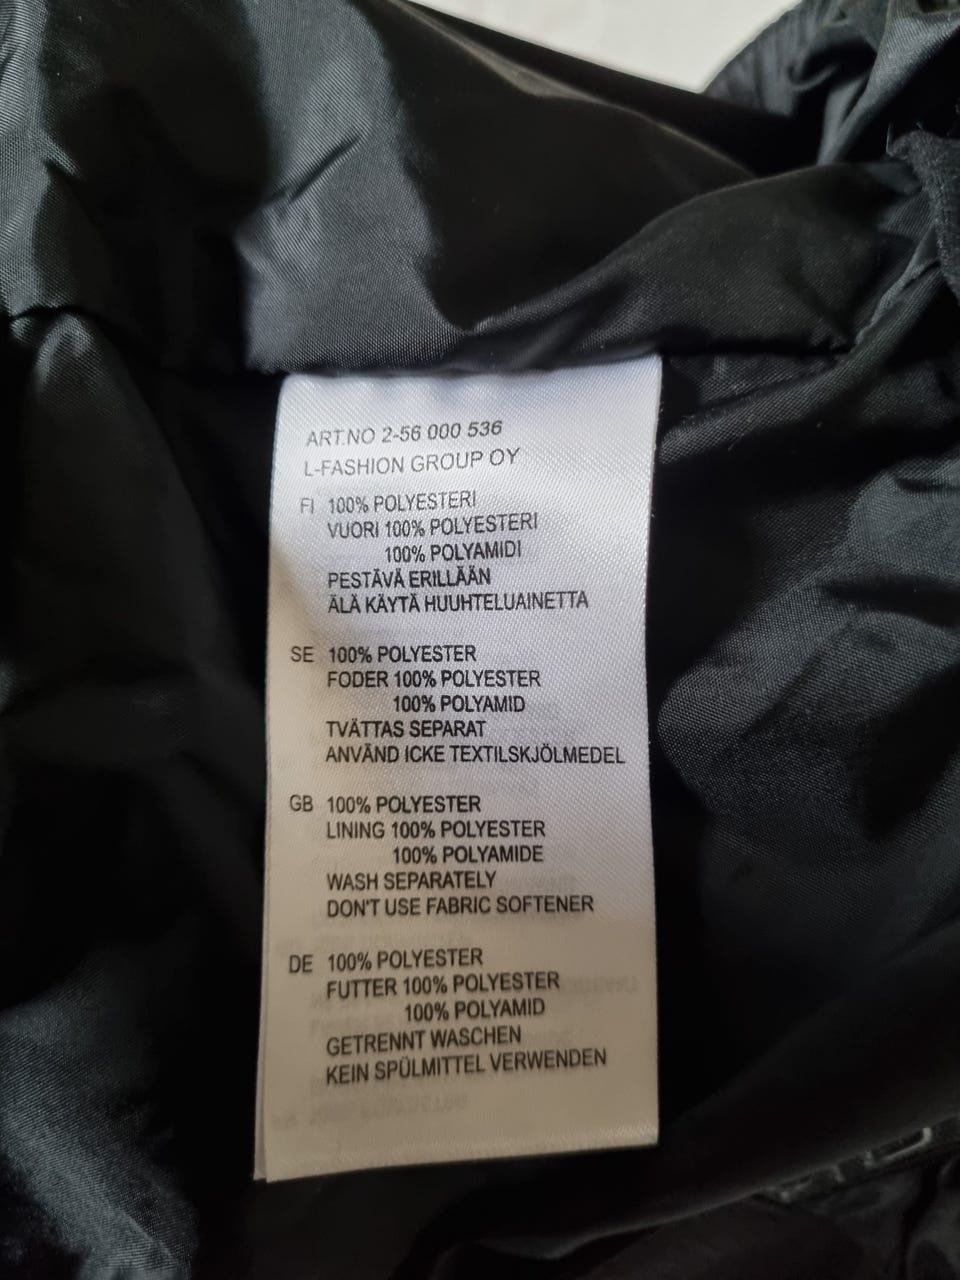 ART.NO 2-56 000 536
L-FASHION GROUP OY
FI 100% POLYESTERI
VUORI 100% POLYESTERI
100% POLYAMIDI
PESTÄVÄ ERILLÄÄN
ÄLÄ KÄYTÄ HUUHTELUAINETTA
SE 100% POLYESTER
FODER 100% POLYESTER
100% POLYAMID
TVÄTTAS SEPARAT
ANVÄND ICKE TEXTILSKJÖLMEDEL
GB 100% POLYESTER
LINING 100% POLYESTER
100% POLYAMIDE
WASH SEPARATELY
DON'T USE FABRIC SOFTENER
DE 100% POLYESTER
FUTTER 100% POLYESTER
100% POLYAMID
GETRENNT WASCHEN
KEIN SPÜLMITTEL VERWENDEN